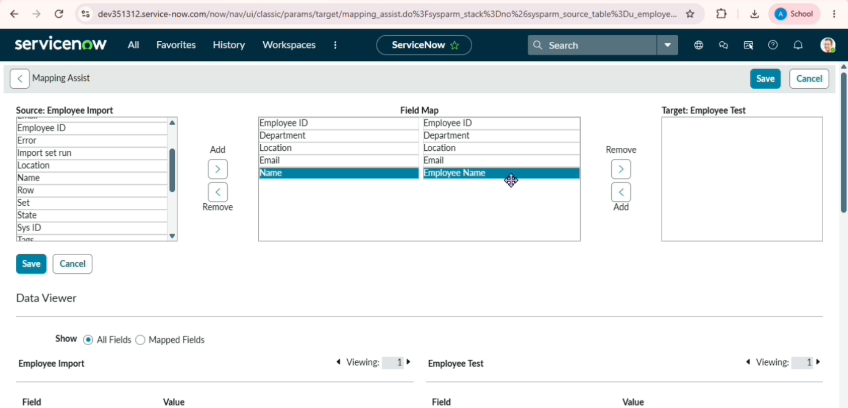 dev351312.service-now.com/now/nav/ui/classic/params/target/mapping_assist.do%3Fsysparm_stack%3Dno%26sysparm_source_table%3Du_employe...
A School
servicenow All Favorites History Workspaces ServiceNow Search
Mapping Assist Save Cancel
Source: Employee Import Field Map Target: Employee Test
Email
Employee ID
Error
Import set run
Location
Name
Row
Set
State
Sys ID
Tags
Add
Remove
Employee ID Employee ID
Department Department
Location Location
Email Email
Name Employee Name
Remove
Add
Save Cancel
Data Viewer
Show All Fields Mapped Fields
Employee Import Viewing: 1 Employee Test Viewing: 1
Field Value Field Value